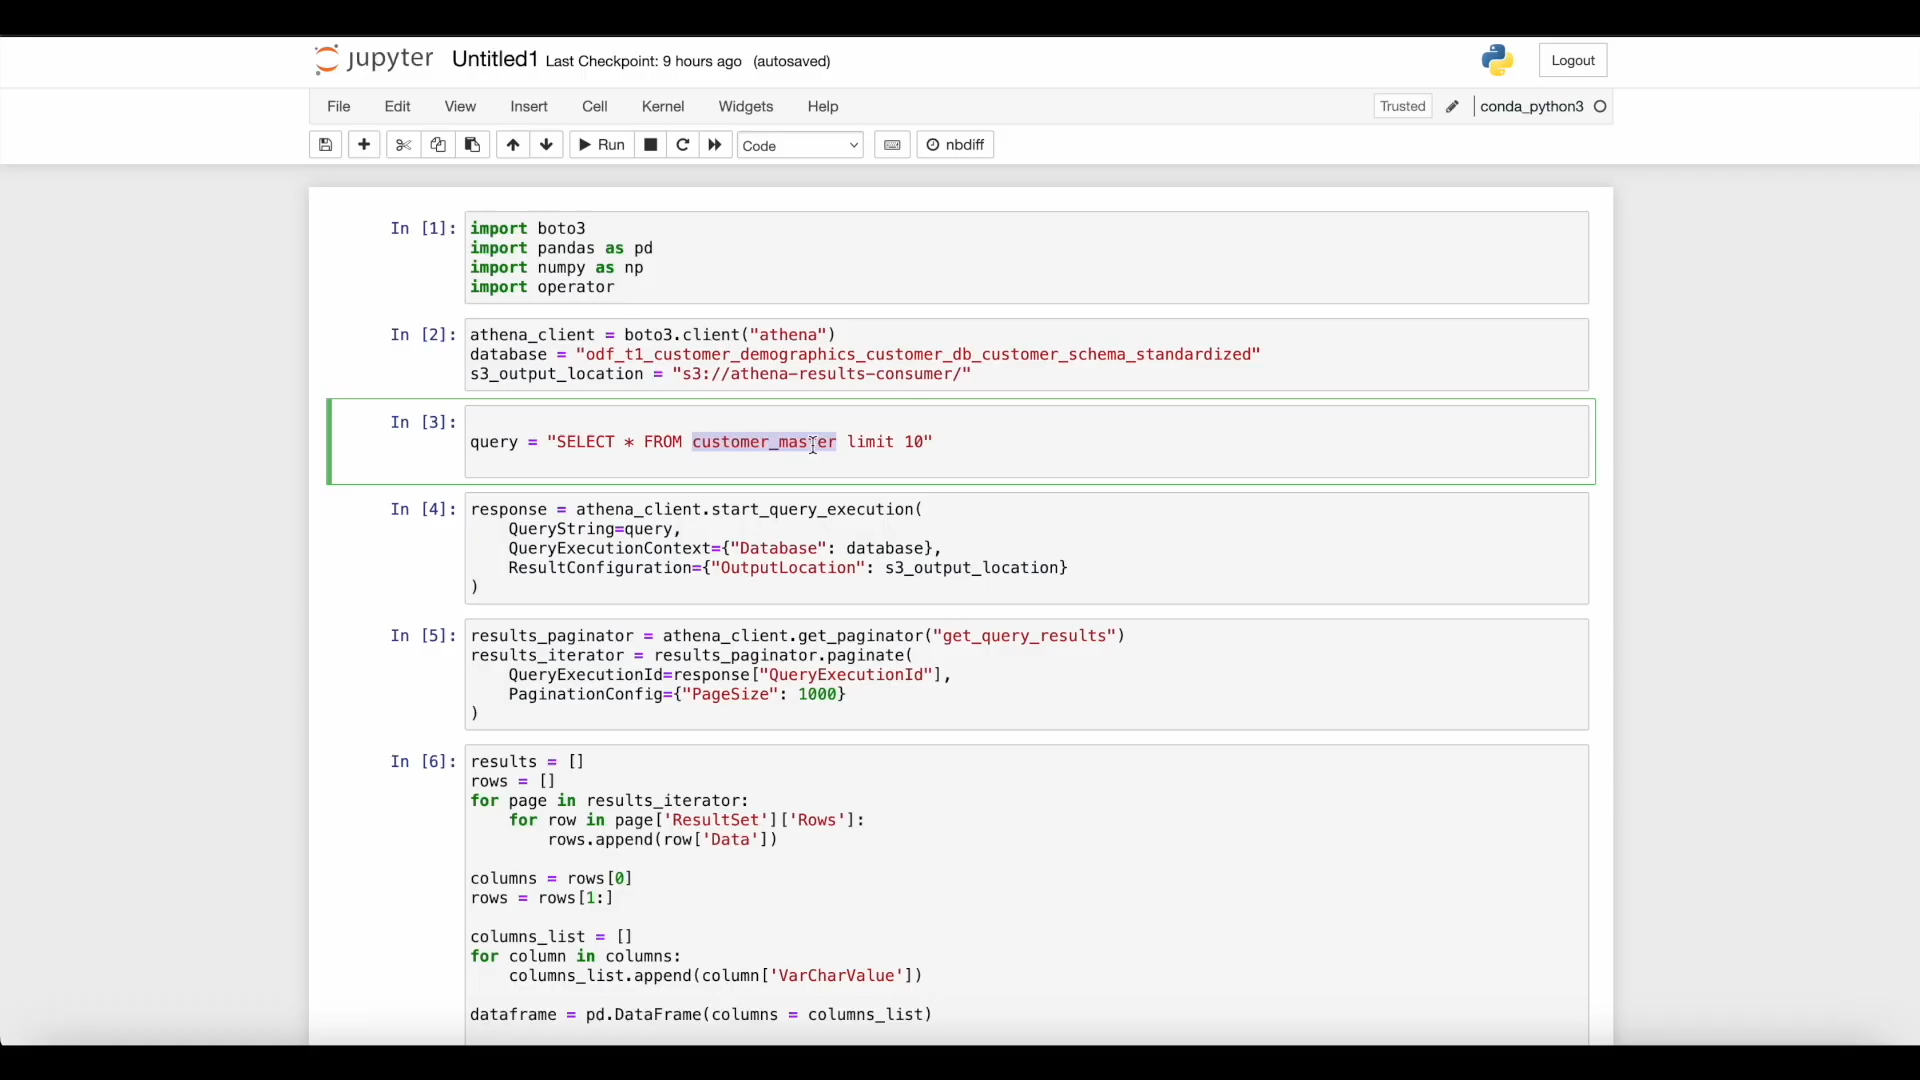 jupyter Untitled1 Last Checkpoint: 9 hours ago (autosaved) Logout
File Edit View Insert Cell Kernel Widgets Help Trusted conda_python3
Run Code nbdiff
In [1]: import boto3
import pandas as pd
import numpy as np
import operator
In [2]: athena_client = boto3.client("athena")
database = "odf_t1_customer_demographics_customer_db_customer_schema_standardized"
s3_output_location = "s3://athena-results-consumer/"
In [3]:
query = "SELECT * FROM customer_master limit 10"
In [4]: response = athena_client.start_query_execution(
    QueryString=query,
    QueryExecutionContext={"Database": database},
    ResultConfiguration={"OutputLocation": s3_output_location}
)
In [5]: results_paginator = athena_client.get_paginator("get_query_results")
results_iterator = results_paginator.paginate(
    QueryExecutionId=response["QueryExecutionId"],
    PaginationConfig={"PageSize": 1000}
)
In [6]: results = []
rows = []
for page in results_iterator:
    for row in page['ResultSet']['Rows']:
        rows.append(row['Data'])
columns = rows[0]
rows = rows[1:]
columns_list = []
for column in columns:
    columns_list.append(column['VarCharValue'])
dataframe = pd.DataFrame(columns = columns_list)